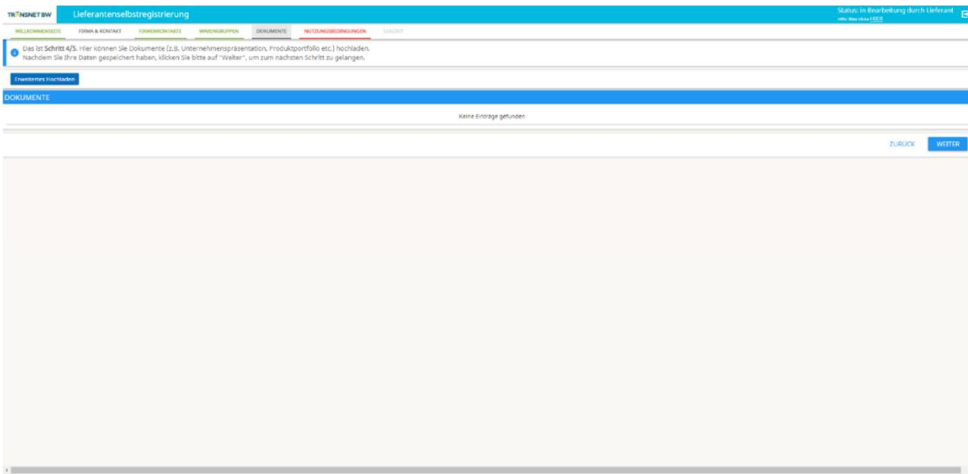 TRANSNET BW
Lieferantenselbstregistrierung
Status: In Bearbeitung durch Lieferant
WILLKOMMENSSEITE
FIRMA & KONTAKT
FIRMENKONTAKTE
WARENGRUPPEN
DOKUMENTE
NUTZUNGSBEDINGUNGEN
Das ist Schritt 4/5. Hier können Sie Dokumente (z.B. Unternehmenspräsentation, Produktportfolio etc.) hochladen.
Nachdem Sie Ihre Daten gespeichert haben, klicken Sie bitte auf "Weiter", um zum nächsten Schritt zu gelangen.
Erweitertes Hochladen
DOKUMENTE
Keine Einträge gefunden
ZURÜCK
WEITER